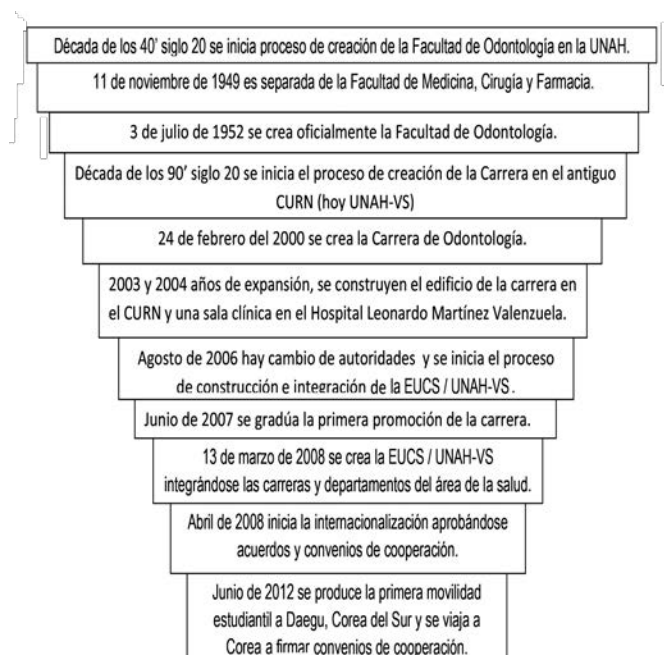 Década de los 40' siglo 20 se inicia proceso de creación de la Facultad de Odontología en la UNAH.
11 de noviembre de 1949 es separada de la Facultad de Medicina, Cirugía y Farmacia.
3 de julio de 1952 se crea oficialmente la Facultad de Odontología.
Década de los 90' siglo 20 se inicia el proceso de creación de la Carrera en el antiguo
CURN (hoy UNAH-VS)
24 de febrero del 2000 se crea la Carrera de Odontología.
2003 y 2004 años de expansión, se construyen el edificio de la carrera en
el CURN y una sala clínica en el Hospital Leonardo Martínez Valenzuela.
Agosto de 2006 hay cambio de autoridades y se inicia el proceso
de construcción e integración de la EUCS / UNAH-VS.
Junio de 2007 se gradúa la primera promoción de la carrera.
13 de marzo de 2008 se crea la EUCS / UNAH-VS
integrándose las carreras y departamentos del área de la salud.
Abril de 2008 inicia la internacionalización aprobándose
acuerdos y convenios de cooperación.
Junio de 2012 se produce la primera movilidad
estudiantil a Daegu, Corea del Sur y se viaja a
Corea a firmar convenios de cooperación.